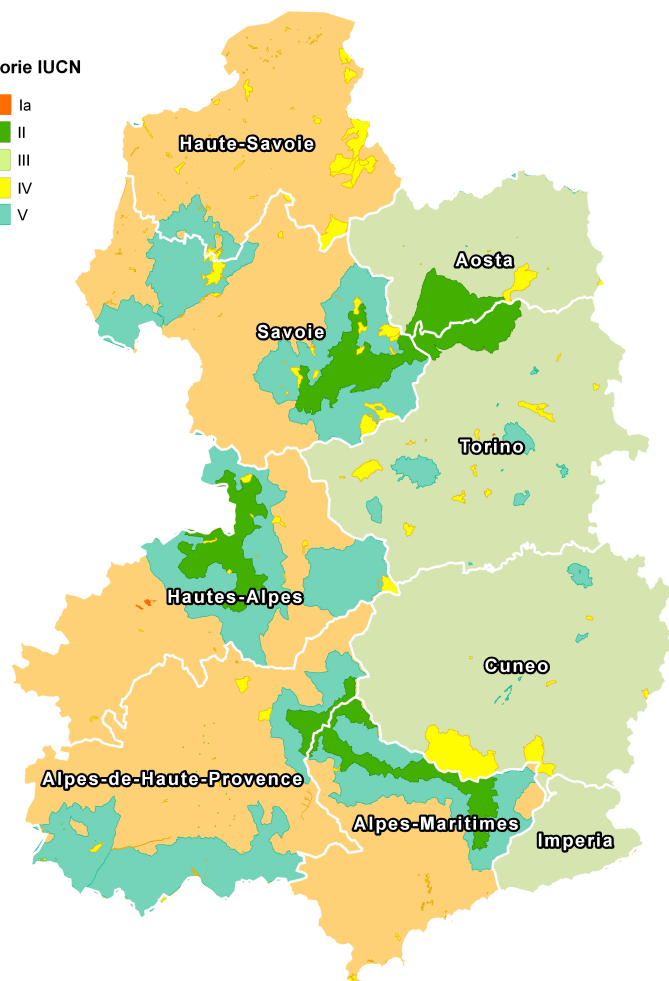 orie IUCN
Ia
II
III
IV
V
Haute-Savoie
Aosta
Savoie
Torino
Hautes-Alpes
Cuneo
Alpes-de-Haute-Provence
Alpes-Maritimes
Imperia